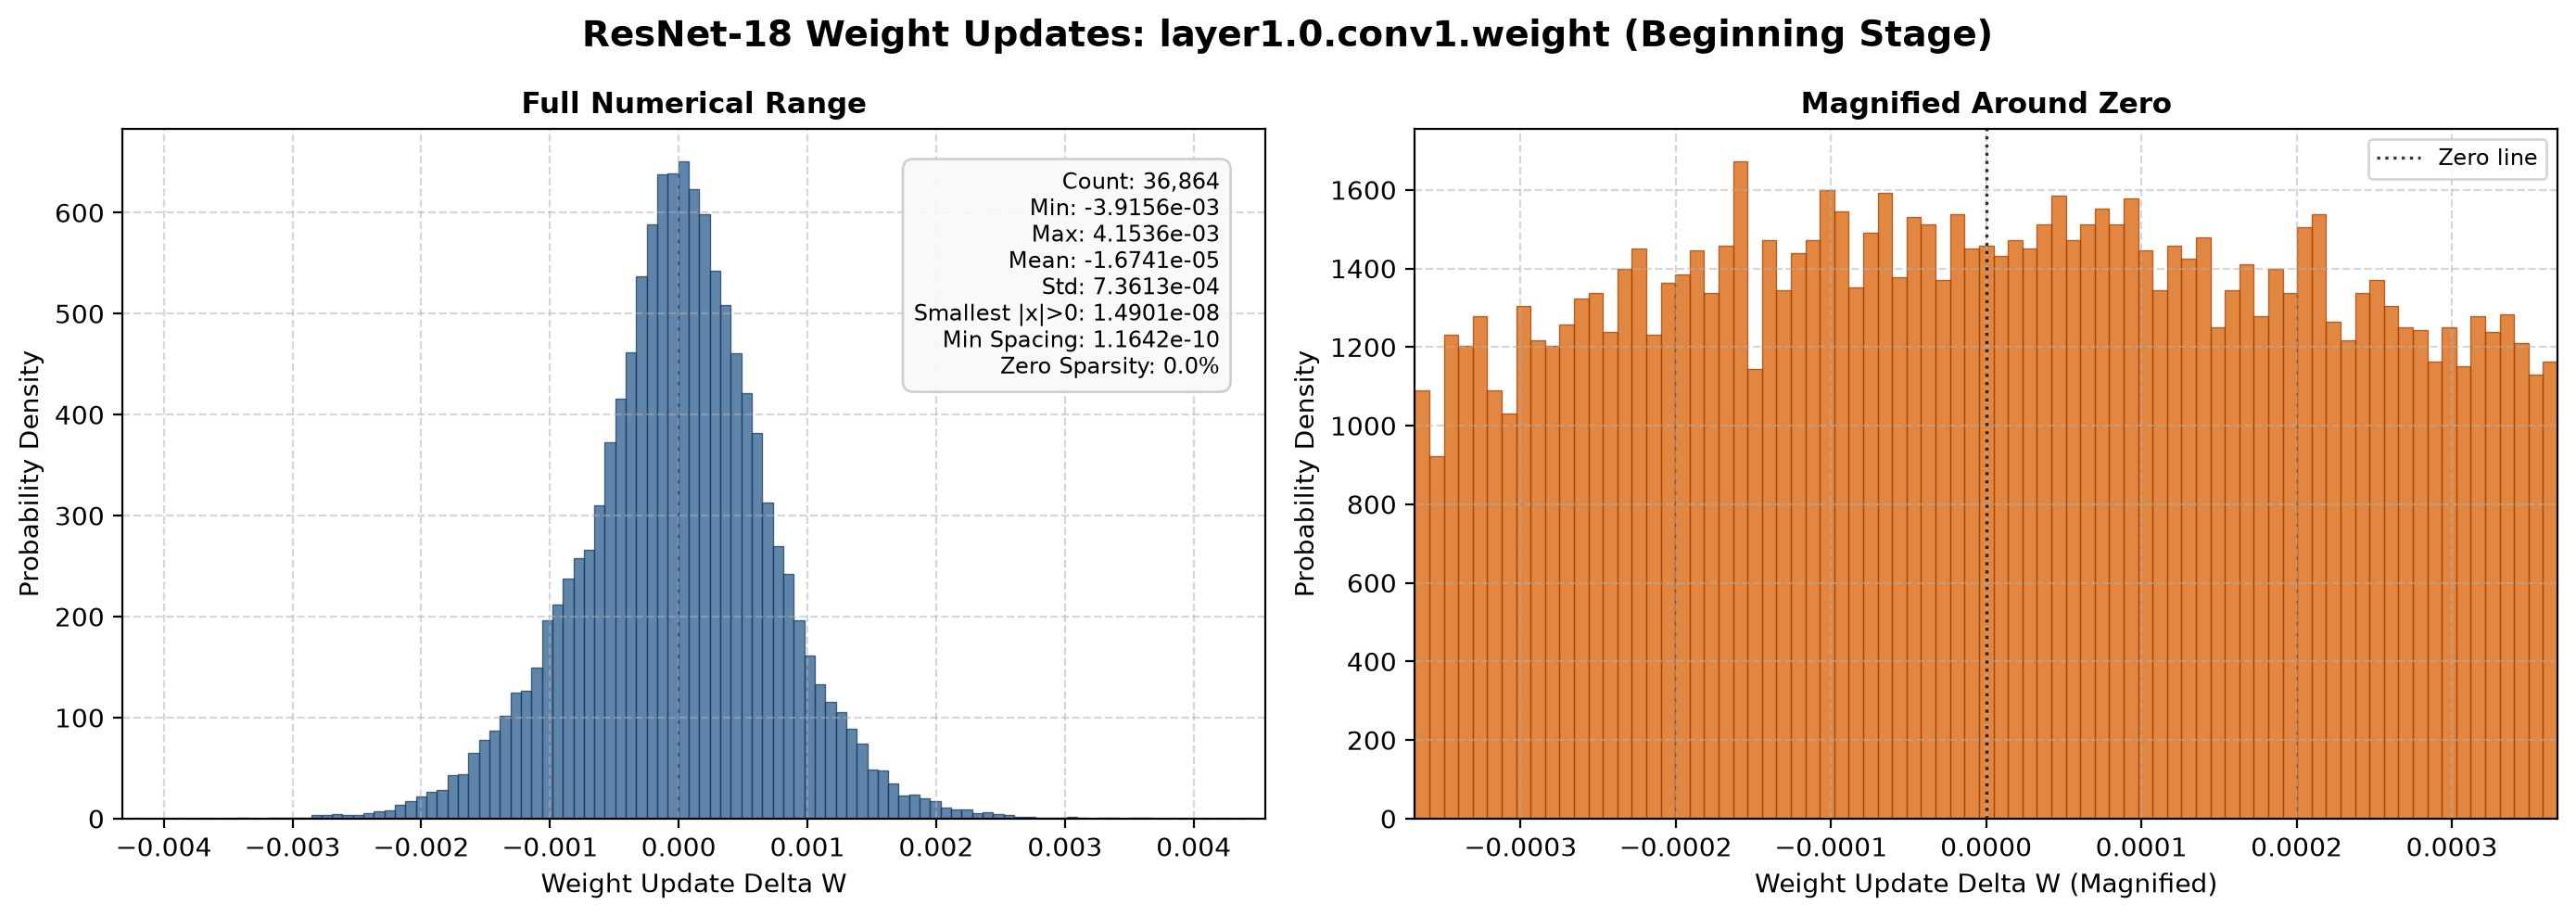 ResNet-18 Weight Updates: layer1.0.conv1.weight (Beginning Stage)
Full Numerical Range
Probability Density
600
500
400
300
200
100
0
Count: 36,864
Min: -3.9156e-03
Max: 4.1536e-03
Mean: -1.6741e-05
Std: 7.3613e-04
Smallest |x|>0: 1.4901e-08
Min Spacing: 1.1642e-10
Zero Sparsity: 0.0%
−0.004 −0.003 −0.002 −0.001 0.000 0.001 0.002 0.003 0.004
Weight Update Delta W
Magnified Around Zero
Probability Density
1600
1400
1200
1000
800
600
400
200
0
Zero line
−0.0003 −0.0002 −0.0001 0.0000 0.0001 0.0002 0.0003
Weight Update Delta W (Magnified)